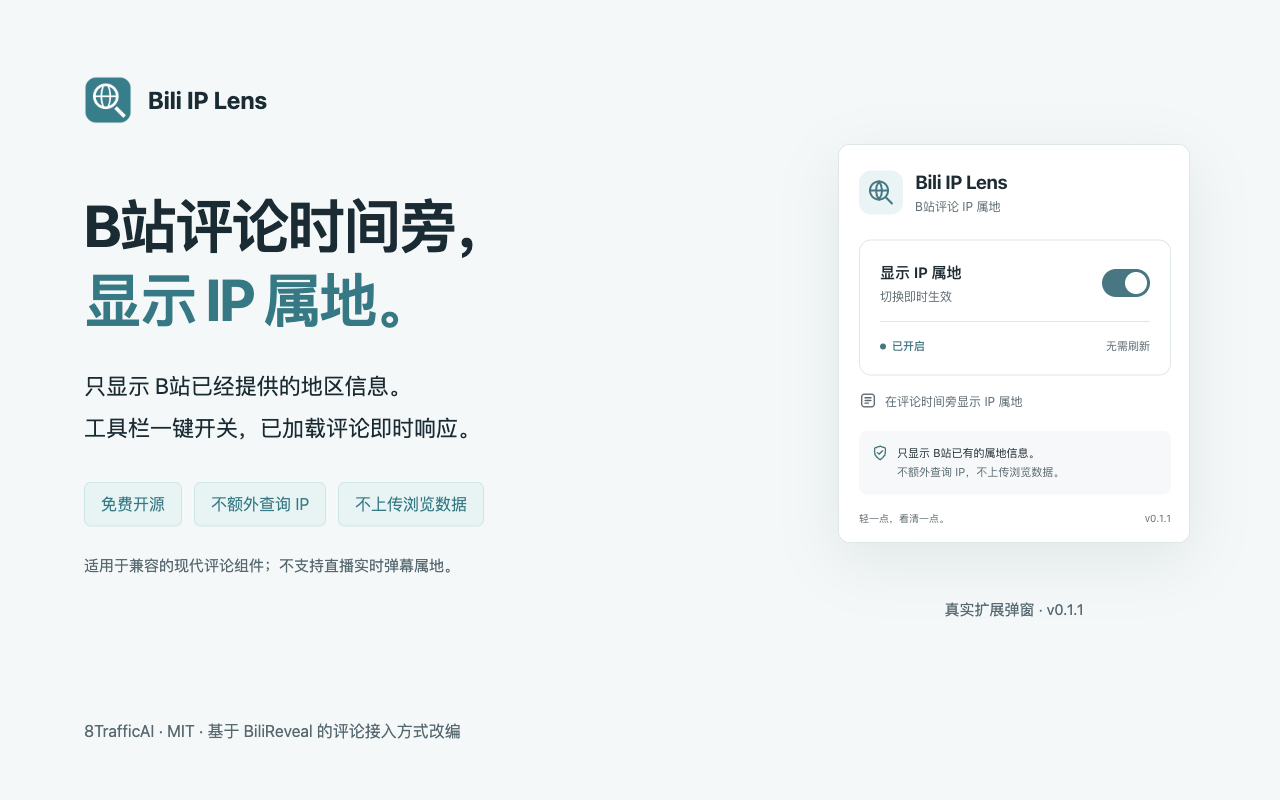 Bili IP Lens
B站评论时间旁，
显示 IP 属地。
只显示 B站已经提供的地区信息。
工具栏一键开关，已加载评论即时响应。
免费开源
不额外查询 IP
不上传浏览数据
适用于兼容的现代评论组件；不支持直播实时弹幕属地。
Bili IP Lens
B站评论 IP 属地
显示 IP 属地
切换即时生效
已开启
无需刷新
在评论时间旁显示 IP 属地
只显示 B站已有的属地信息。
不额外查询 IP，不上传浏览数据。
轻一点，看清一点。
v0.1.1
真实扩展弹窗 · v0.1.1
8TrafficAI · MIT · 基于 BiliReveal 的评论接入方式改编